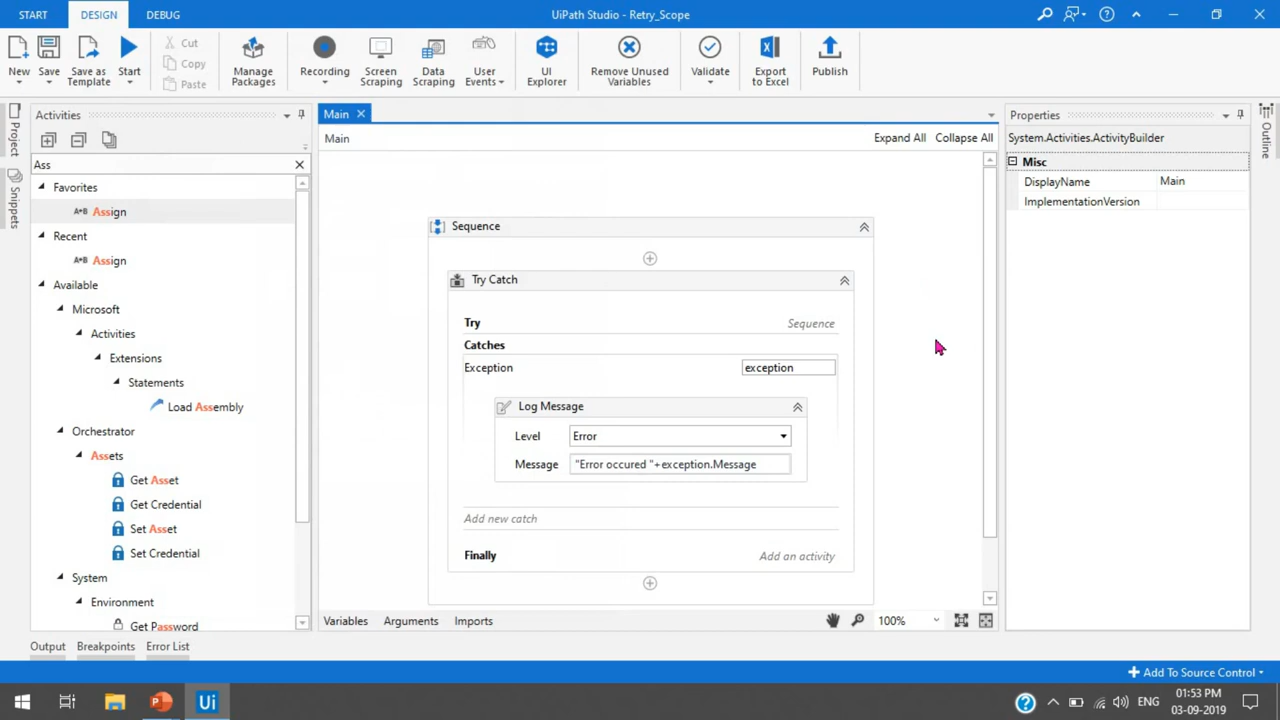 START DESIGN DEBUG UiPath Studio - Retry_Scope
New Save Save as Template Start Cut Copy Paste Manage Packages Recording Screen Scraping Data Scraping User Events UI Explorer Remove Unused Variables Validate Export to Excel Publish
Project
Snippets
Activities
Ass
Favorites
Assign
Recent
Assign
Available
Microsoft
Activities
Extensions
Statements
Load Assembly
Orchestrator
Assets
Get Asset
Get Credential
Set Asset
Set Credential
System
Environment
Get Password
Main
Main Expand All Collapse All
Sequence
Try Catch
Try Sequence
Catches
Exception exception
Log Message
Level Error
Message "Error occured "+exception.Message
Add new catch
Finally Add an activity
Variables Arguments Imports 100%
Properties
System.Activities.ActivityBuilder
Misc
DisplayName Main
ImplementationVersion
Outline
Output Breakpoints Error List
Add To Source Control
Ui ENG 01:53 PM
03-09-2019